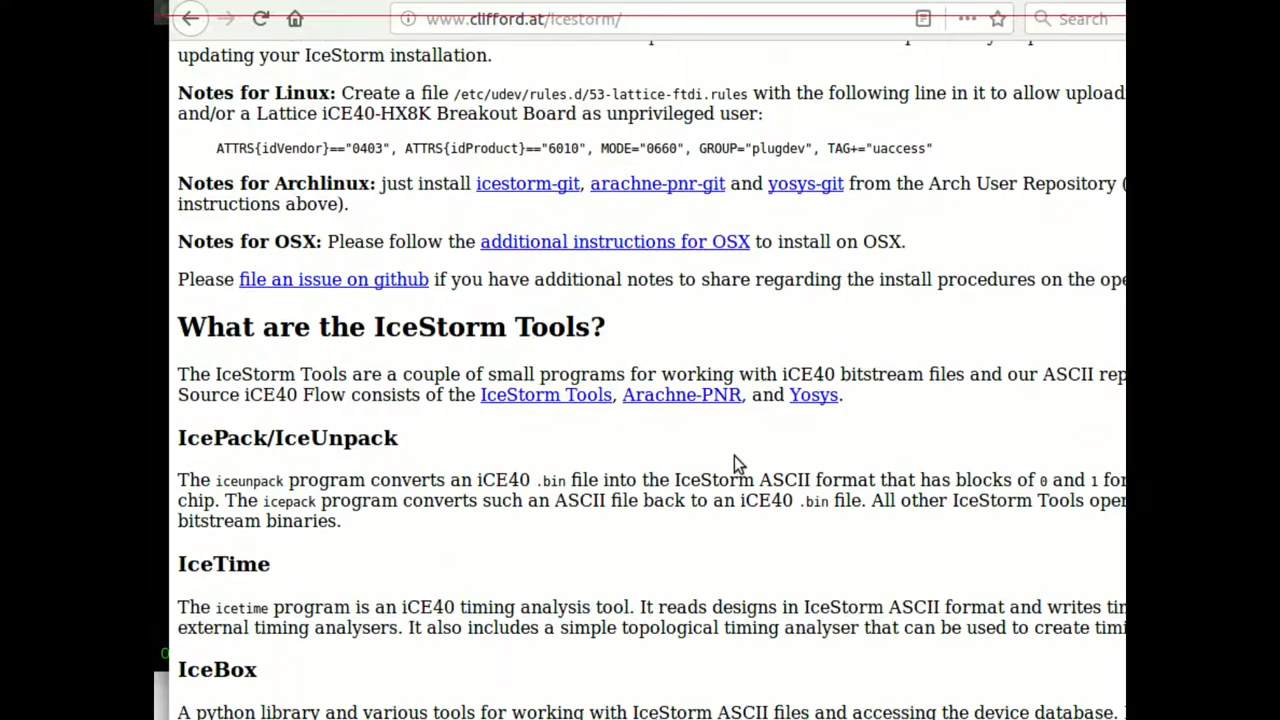 www.clifford.at/icestorm/
Search
updating your IceStorm installation.
Notes for Linux: Create a file /etc/udev/rules.d/53-lattice-ftdi.rules with the following line in it to allow upload
and/or a Lattice iCE40-HX8K Breakout Board as unprivileged user:
ATTRS{idVendor}=="0403", ATTRS{idProduct}=="6010", MODE="0660", GROUP="plugdev", TAG+="uaccess"
Notes for Archlinux: just install icestorm-git, arachne-pnr-git and yosys-git from the Arch User Repository (
instructions above).
Notes for OSX: Please follow the additional instructions for OSX to install on OSX.
Please file an issue on github if you have additional notes to share regarding the install procedures on the ope
What are the IceStorm Tools?
The IceStorm Tools are a couple of small programs for working with iCE40 bitstream files and our ASCII rep
Source iCE40 Flow consists of the IceStorm Tools, Arachne-PNR, and Yosys.
IcePack/IceUnpack
The iceunpack program converts an iCE40 .bin file into the IceStorm ASCII format that has blocks of 0 and 1 for
chip. The icepack program converts such an ASCII file back to an iCE40 .bin file. All other IceStorm Tools oper
bitstream binaries.
IceTime
The icetime program is an iCE40 timing analysis tool. It reads designs in IceStorm ASCII format and writes tim
external timing analysers. It also includes a simple topological timing analyser that can be used to create timi
IceBox
A python library and various tools for working with IceStorm ASCII files and accessing the device database.